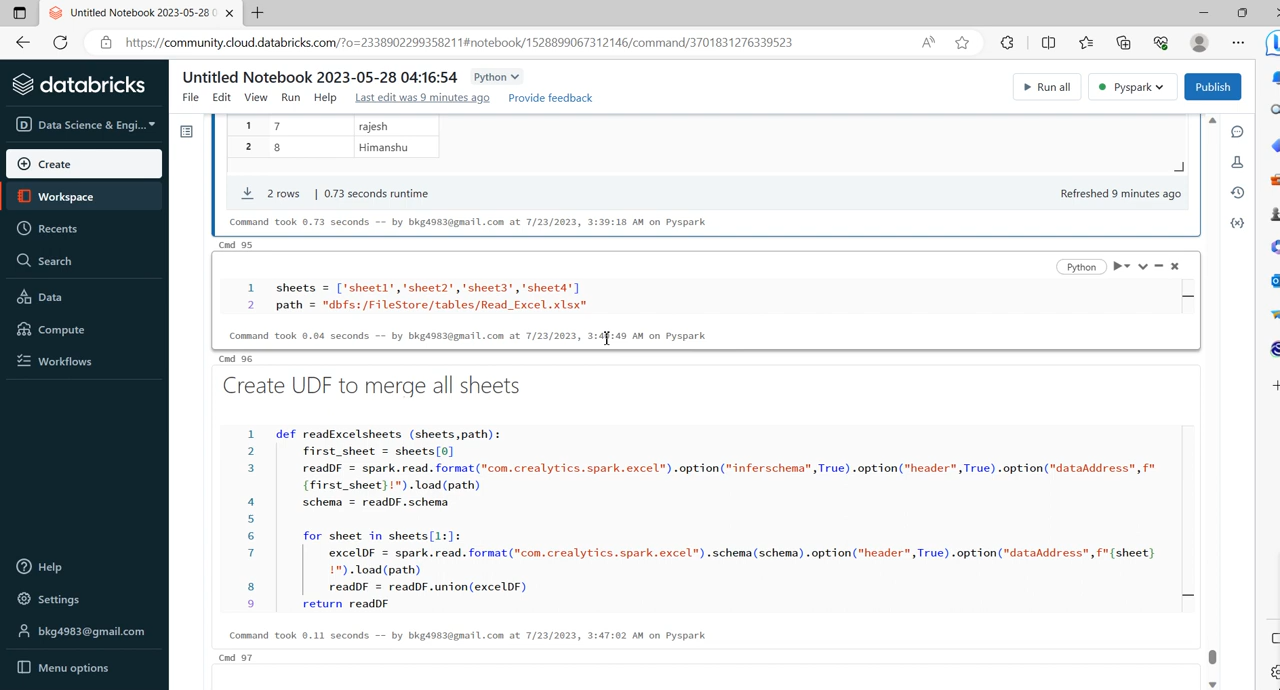 Untitled Notebook 2023-05-28 0
https://community.cloud.databricks.com/?o=2338902299358211#notebook/1528899067312146/command/3701831276339523
databricks
Untitled Notebook 2023-05-28 04:16:54 Python
File Edit View Run Help Last edit was 9 minutes ago Provide feedback
Run all Pyspark Publish
Data Science & Engi...
Create
Workspace
Recents
Search
Data
Compute
Workflows
Help
Settings
bkg4983@gmail.com
Menu options
1 7 rajesh
2 8 Himanshu
2 rows | 0.73 seconds runtime Refreshed 9 minutes ago
Command took 0.73 seconds -- by bkg4983@gmail.com at 7/23/2023, 3:39:18 AM on Pyspark
Cmd 95
Python
1 sheets = ['sheet1','sheet2','sheet3','sheet4']
2 path = "dbfs:/FileStore/tables/Read_Excel.xlsx"
Command took 0.04 seconds -- by bkg4983@gmail.com at 7/23/2023, AM on Pyspark
Cmd 96
Create UDF to merge all sheets
1 def readExcelsheets (sheets,path):
2 first_sheet = sheets[0]
3 readDF = spark.read.format("com.crealytics.spark.excel").option("inferschema",True).option("header",True).option("dataAddress",f"
{first_sheet}!").load(path)
4 schema = readDF.schema
5
6 for sheet in sheets[1:]:
7 excelDF = spark.read.format("com.crealytics.spark.excel").schema(schema).option("header",True).option("dataAddress",f"{sheet}
!").load(path)
8 readDF = readDF.union(excelDF)
9 return readDF
Command took 0.11 seconds -- by bkg4983@gmail.com at 7/23/2023, 3:47:02 AM on Pyspark
Cmd 97